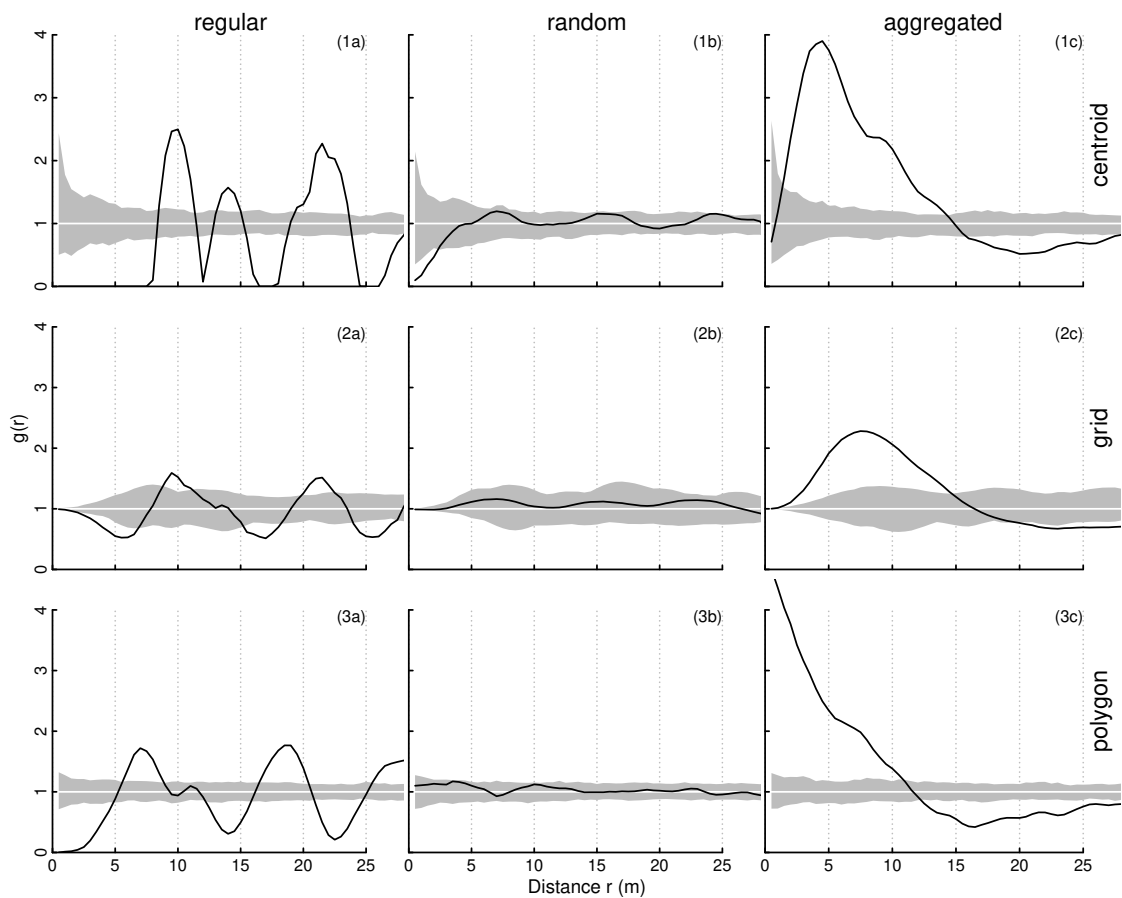 regular random aggregated
(1a) (1b) (1c)
0 1 2 3 4
centroid
(2a) (2b) (2c)
0 1 2 3 4
g(r)
grid
(3a) (3b) (3c)
0 1 2 3 4
polygon
0 5 10 15 20 25 0 5 10 15 20 25 0 5 10 15 20 25
Distance r (m)